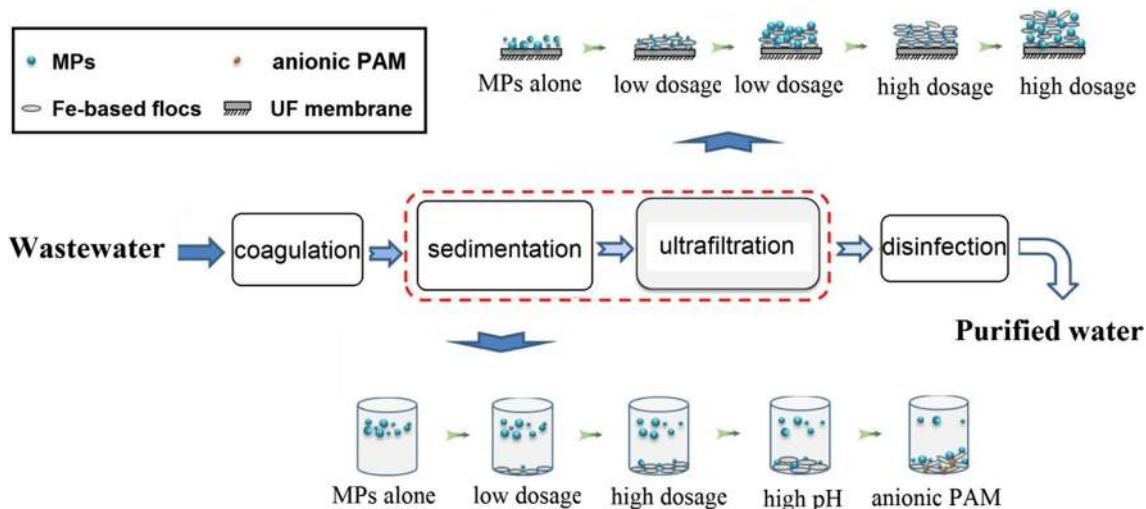 MPs
anionic PAM
Fe-based flocs
UF membrane
MPs alone
low dosage
low dosage
high dosage
high dosage
Wastewater
coagulation
sedimentation
ultrafiltration
disinfection
Purified water
MPs alone
low dosage
high dosage
high pH
anionic PAM